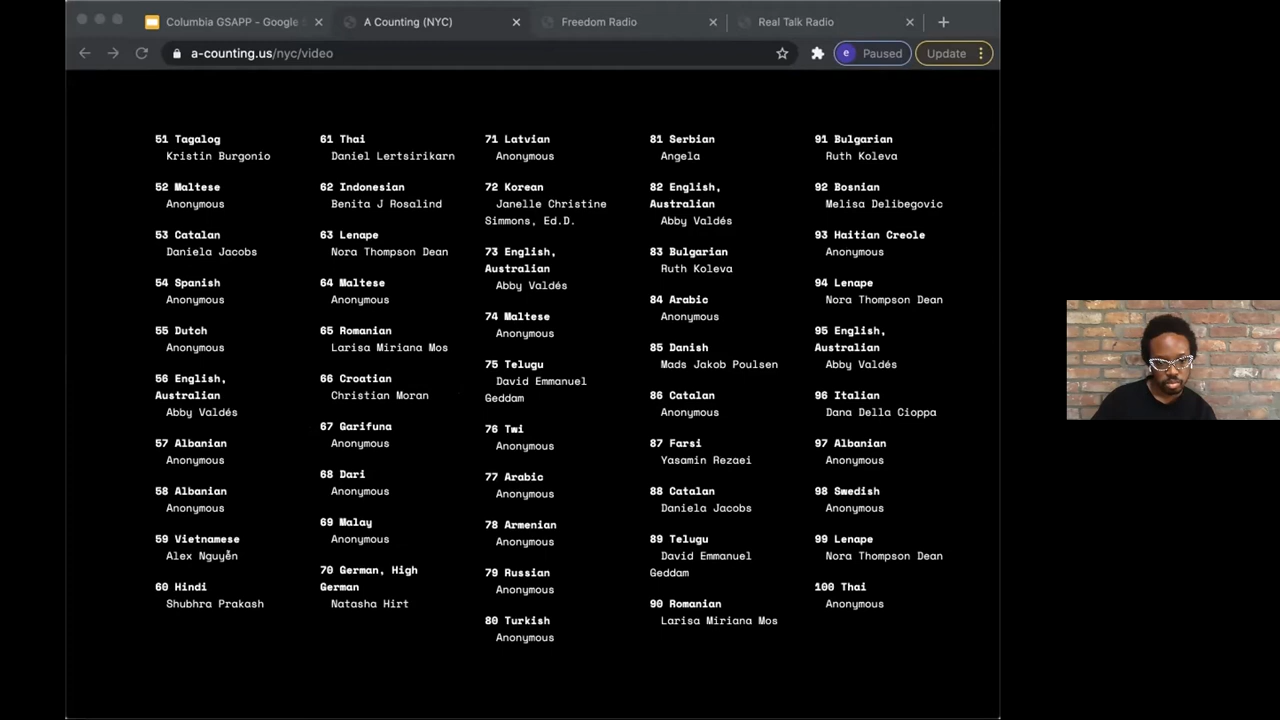 Columbia GSAPP - Google S
A Counting (NYC)
Freedom Radio
Real Talk Radio
a-counting.us/nyc/video
e Paused
Update
51 Tagalog
Kristin Burgonio
52 Maltese
Anonymous
53 Catalan
Daniela Jacobs
54 Spanish
Anonymous
55 Dutch
Anonymous
56 English,
Australian
Abby Valdés
57 Albanian
Anonymous
58 Albanian
Anonymous
59 Vietnamese
Alex Nguyễn
60 Hindi
Shubhra Prakash
61 Thai
Daniel Lertsirikarn
62 Indonesian
Benita J Rosalind
63 Lenape
Nora Thompson Dean
64 Maltese
Anonymous
65 Romanian
Larisa Miriana Mos
66 Croatian
Christian Moran
67 Garifuna
Anonymous
68 Dari
Anonymous
69 Malay
Anonymous
70 German, High
German
Natasha Hirt
71 Latvian
Anonymous
72 Korean
Janelle Christine
Simmons, Ed.D.
73 English,
Australian
Abby Valdés
74 Maltese
Anonymous
75 Telugu
David Emmanuel
Geddam
76 Twi
Anonymous
77 Arabic
Anonymous
78 Armenian
Anonymous
79 Russian
Anonymous
80 Turkish
Anonymous
81 Serbian
Angela
82 English,
Australian
Abby Valdés
83 Bulgarian
Ruth Koleva
84 Arabic
Anonymous
85 Danish
Mads Jakob Poulsen
86 Catalan
Anonymous
87 Farsi
Yasamin Rezaei
88 Catalan
Daniela Jacobs
89 Telugu
David Emmanuel
Geddam
90 Romanian
Larisa Miriana Mos
91 Bulgarian
Ruth Koleva
92 Bosnian
Melisa Delibegovic
93 Haitian Creole
Anonymous
94 Lenape
Nora Thompson Dean
95 English,
Australian
Abby Valdés
96 Italian
Dana Della Cioppa
97 Albanian
Anonymous
98 Swedish
Anonymous
99 Lenape
Nora Thompson Dean
100 Thai
Anonymous